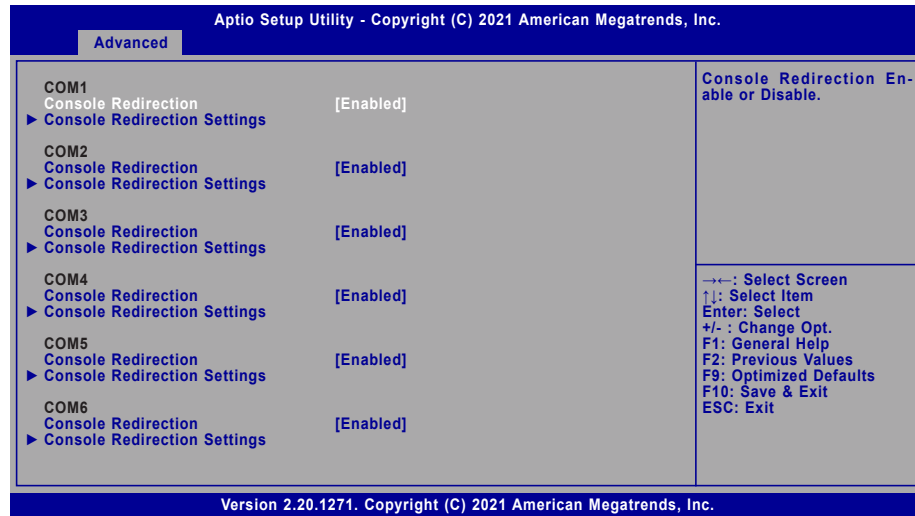 Aptio Setup Utility - Copyright (C) 2021 American Megatrends, Inc.
Advanced
COM1
Console Redirection [Enabled]
► Console Redirection Settings
COM2
Console Redirection [Enabled]
► Console Redirection Settings
COM3
Console Redirection [Enabled]
► Console Redirection Settings
COM4
Console Redirection [Enabled]
► Console Redirection Settings
COM5
Console Redirection [Enabled]
► Console Redirection Settings
COM6
Console Redirection [Enabled]
► Console Redirection Settings
Console Redirection En-
able or Disable.
→←: Select Screen
↑↓: Select Item
Enter: Select
+/- : Change Opt.
F1: General Help
F2: Previous Values
F9: Optimized Defaults
F10: Save & Exit
ESC: Exit
Version 2.20.1271. Copyright (C) 2021 American Megatrends, Inc.